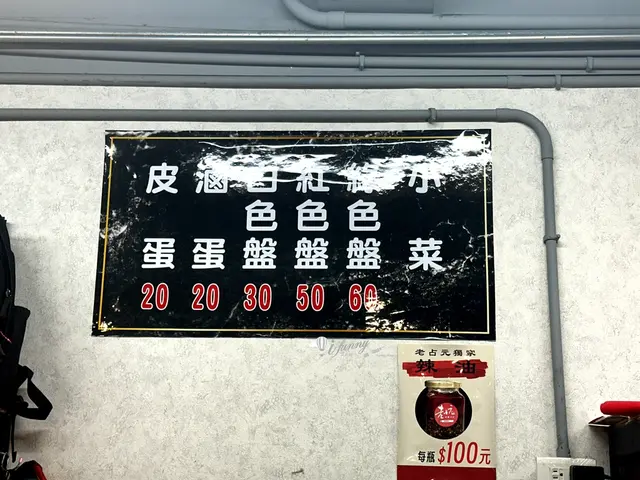 小菜
綠色盤 60
紅色盤 50
白色盤 30
滷蛋 20
皮蛋 20
老占元獨家
辣油
每瓶$100元